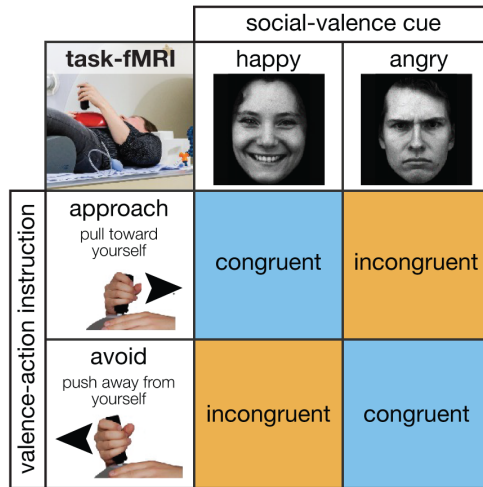 social-valence cue
task-fMRI
happy
angry
valence-action instruction
approach
pull toward
yourself
congruent
incongruent
avoid
push away from
yourself
incongruent
congruent